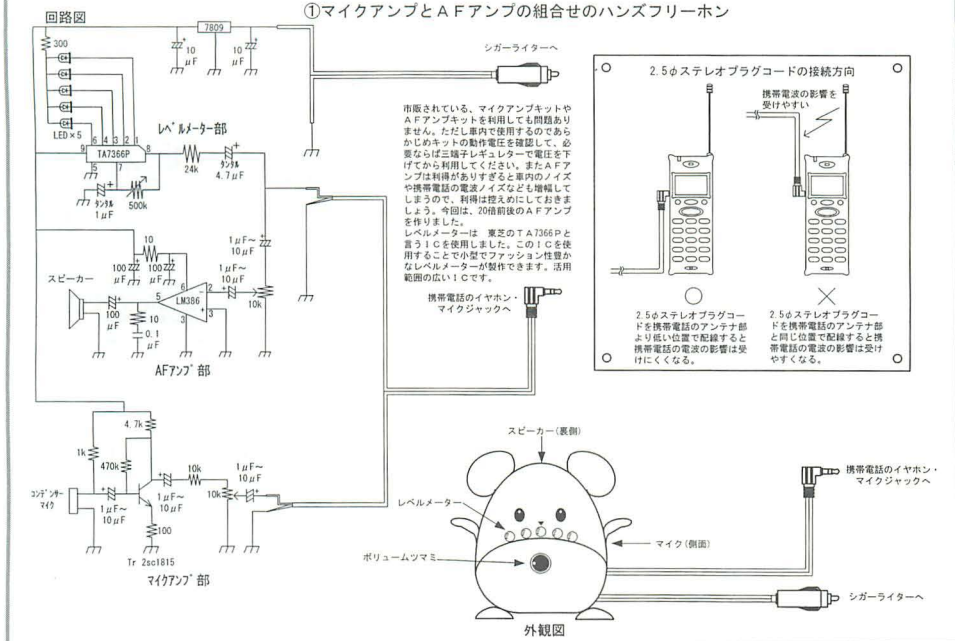 ①マイクアンプとＡＦアンプの組合せのハンズフリーホン
回路図
300
LED×5
7809
10
μF
10
μF
シガーライターへ
レベルメーター部
6 4 3 2 1
9
TA7366P
8
5
7
24k
タンタル
4.7μF
タンタル
1μF
500k
市販されている、マイクアンプキットや
ＡＦアンプキットを利用しても問題あり
ません。ただし車内で使用するのであら
かじめキットの動作電圧を確認して、必
要ならば三端子レギュレターで電圧を下
げてから利用してください。またＡＦア
ンプは利得がありすぎると車内のノイズ
や携帯電話の電波ノイズなども増幅して
しまうので、利得は控えめにしておきま
しょう。今回は、20倍前後のＡＦアンプ
を作りました。
レベルメーターは　東芝のＴＡ7366Ｐと
言うＩＣを使用しました。このＩＣを使
用することで小型でファッション性豊か
なレベルメーターが製作できます。活用
範囲の広いＩＣです。
2.5φステレオプラグコードの接続方向
携帯電波の影響を
受けやすい
○
×
2.5φステレオプラグコー
ドを携帯電話のアンテナ部
より低い位置で配線すると
携帯電話の電波の影響は受
けにくくなる。
2.5φステレオプラグコー
ドを携帯電話のアンテナ部
と同じ位置で配線すると携
帯電話の電波の影響は受け
やすくなる。
10
100
μF
100
μF
1μF～
10μF
1μF～
10μF
スピーカー
100
μF
10
0.1
μF
5
6
LM386
2
3
3
10k
AFアンプ部
携帯電話のイヤホン・
マイクジャックへ
4.7k
1k
470k
コンデンサー
マイク
1μF～
10μF
1μF～
10μF
10k
10k
1μF～
10μF
100
Tr 2sc1815
マイクアンプ部
スピーカー(裏側)
レベルメーター
ボリュームツマミ
マイク(側面)
携帯電話のイヤホン・
マイクジャックへ
シガーライターへ
外観図